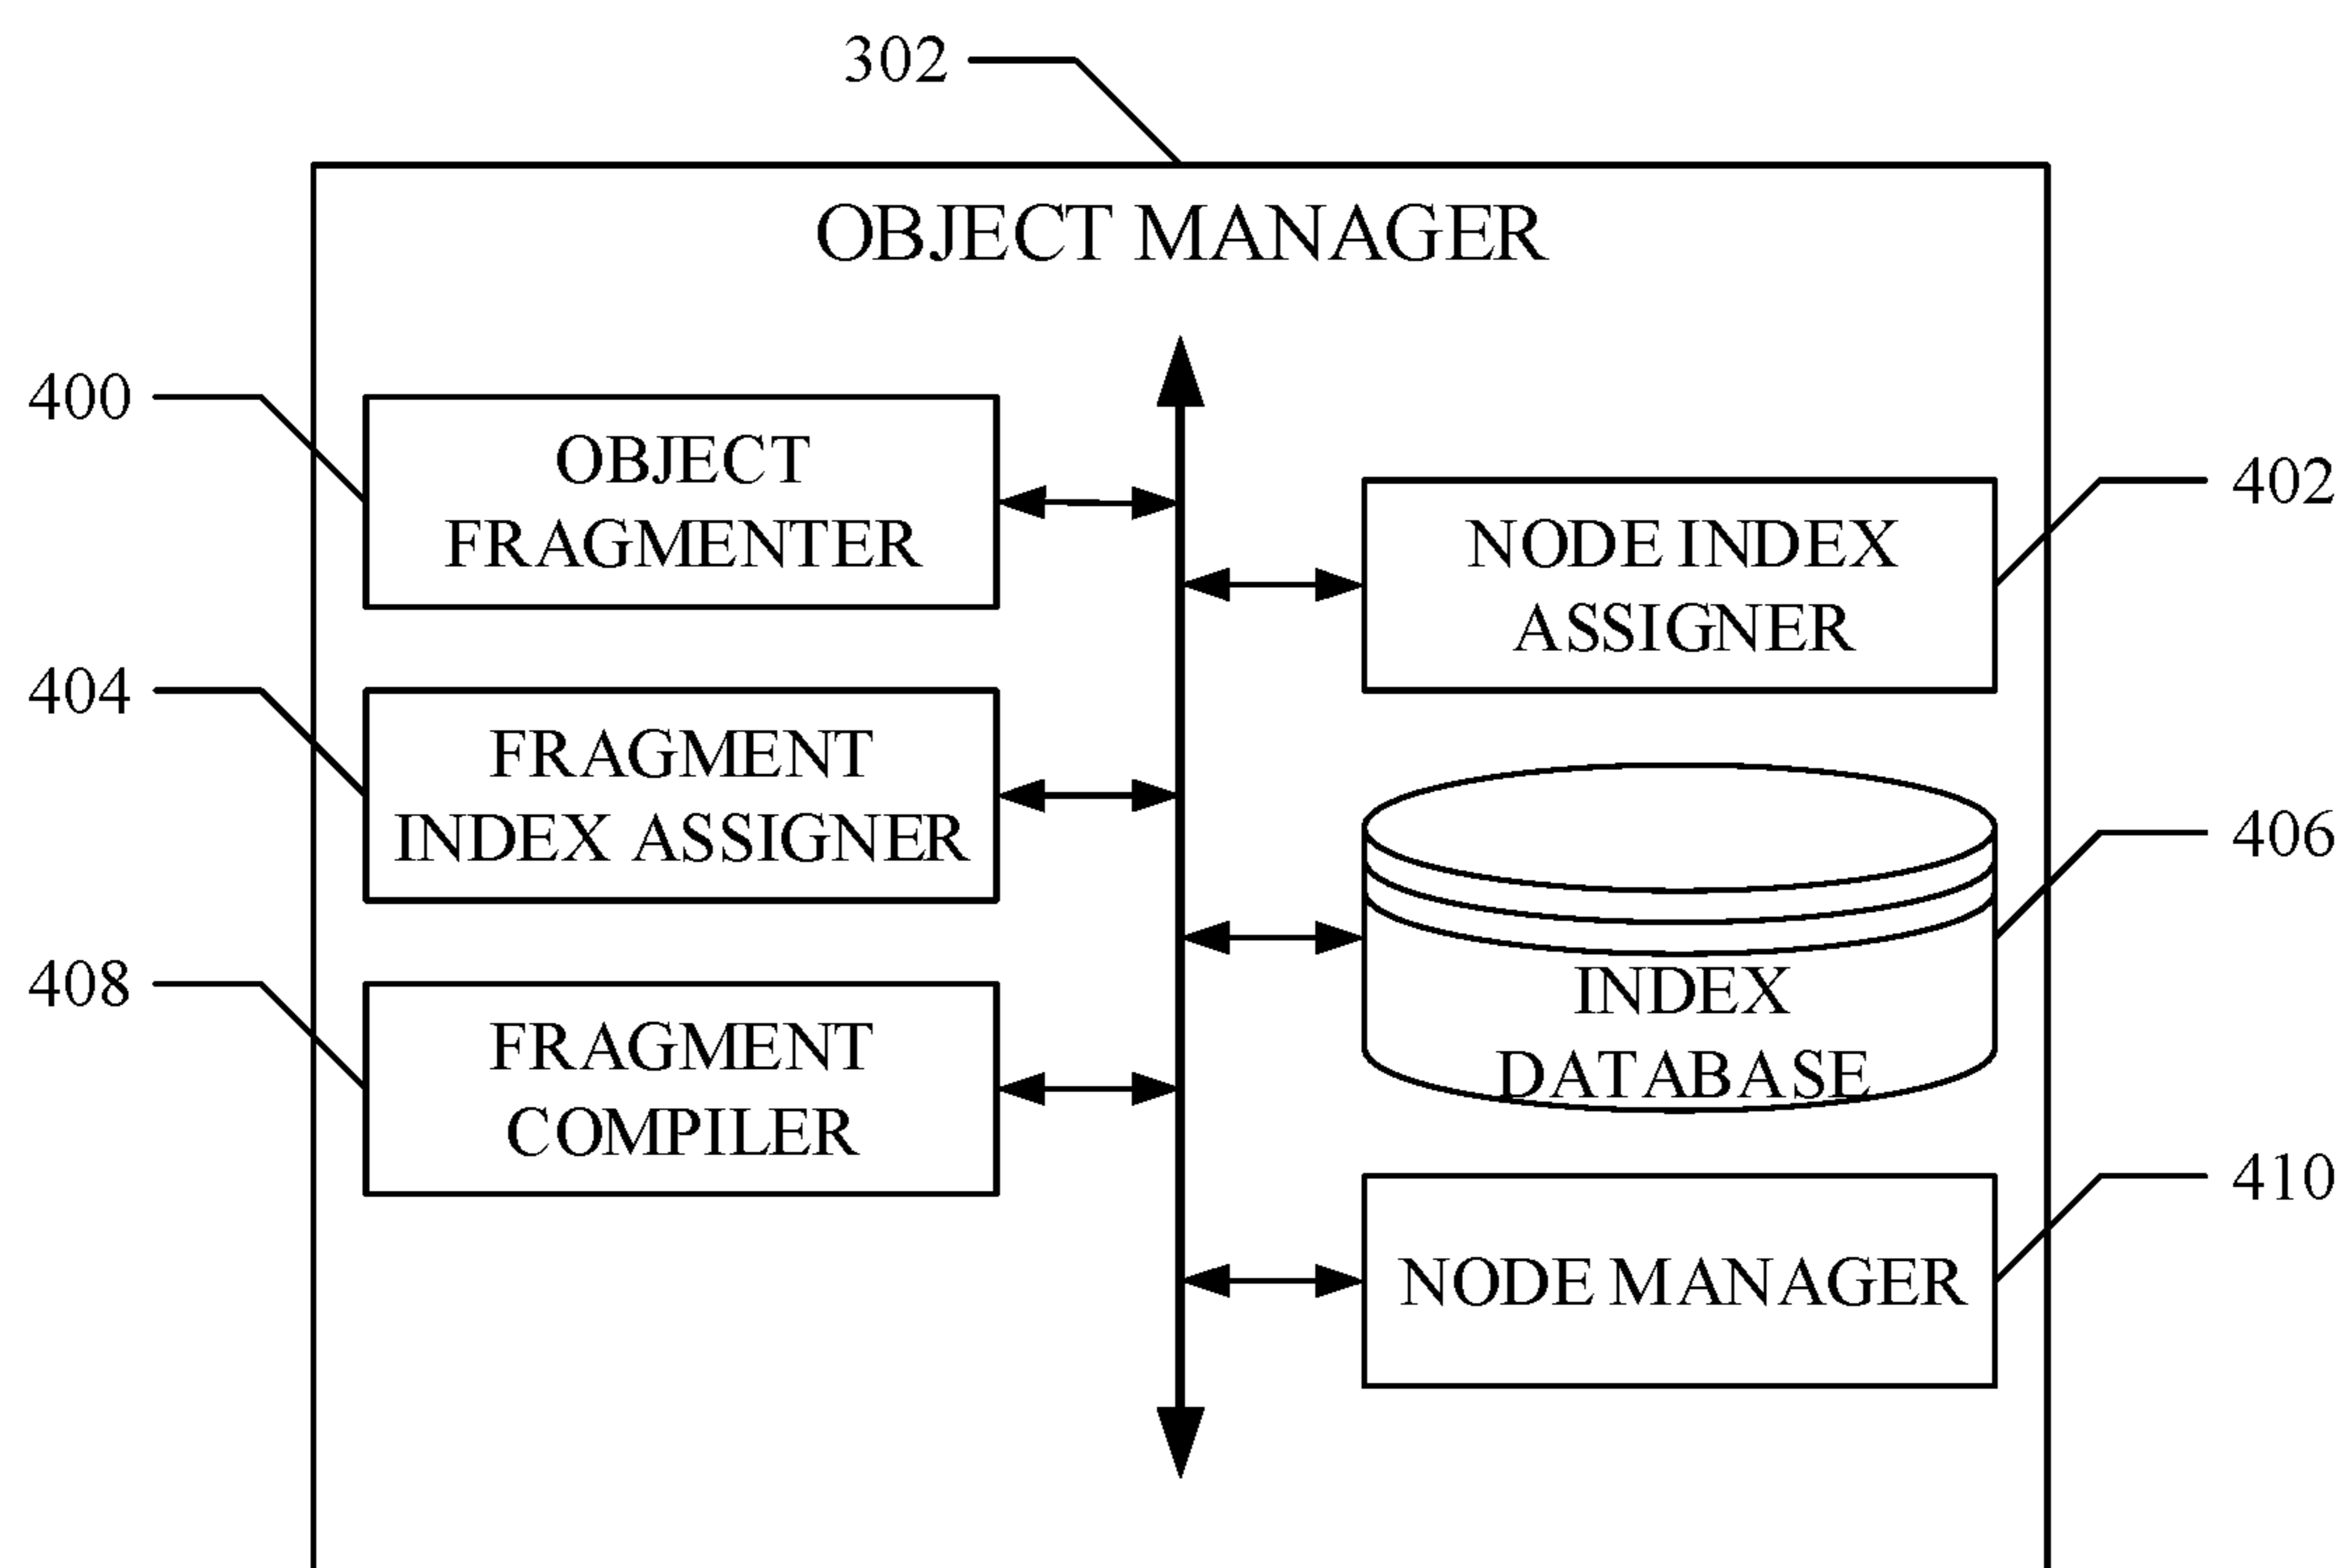 302
OBJECT MANAGER
400
OBJECT
FRAGMENTER
402
NODE INDEX
ASSIGNER
404
FRAGMENT
INDEX ASSIGNER
406
INDEX
DATABASE
408
FRAGMENT
COMPILER
410
NODE MANAGER